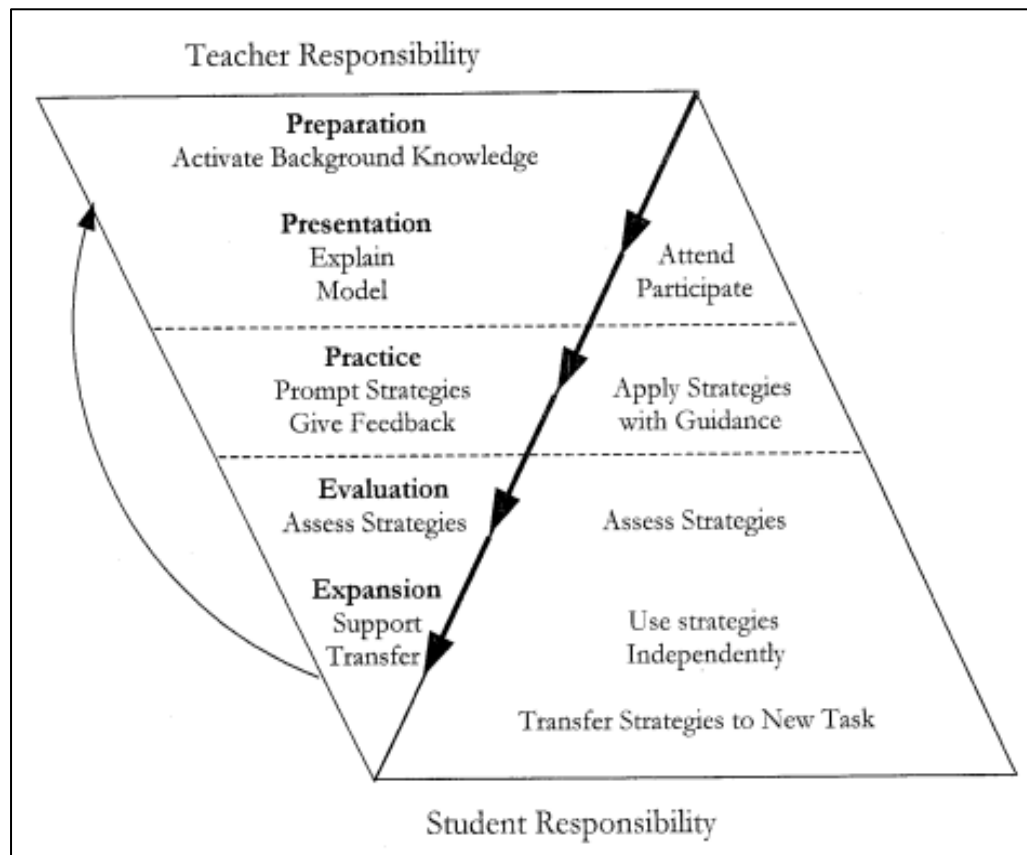 Teacher Responsibility
Preparation
Activate Background Knowledge
Presentation
Explain
Model
Attend
Participate
Practice
Prompt Strategies
Give Feedback
Apply Strategies
with Guidance
Evaluation
Assess Strategies
Assess Strategies
Expansion
Support
Transfer
Use strategies
Independently
Transfer Strategies to New Task
Student Responsibility